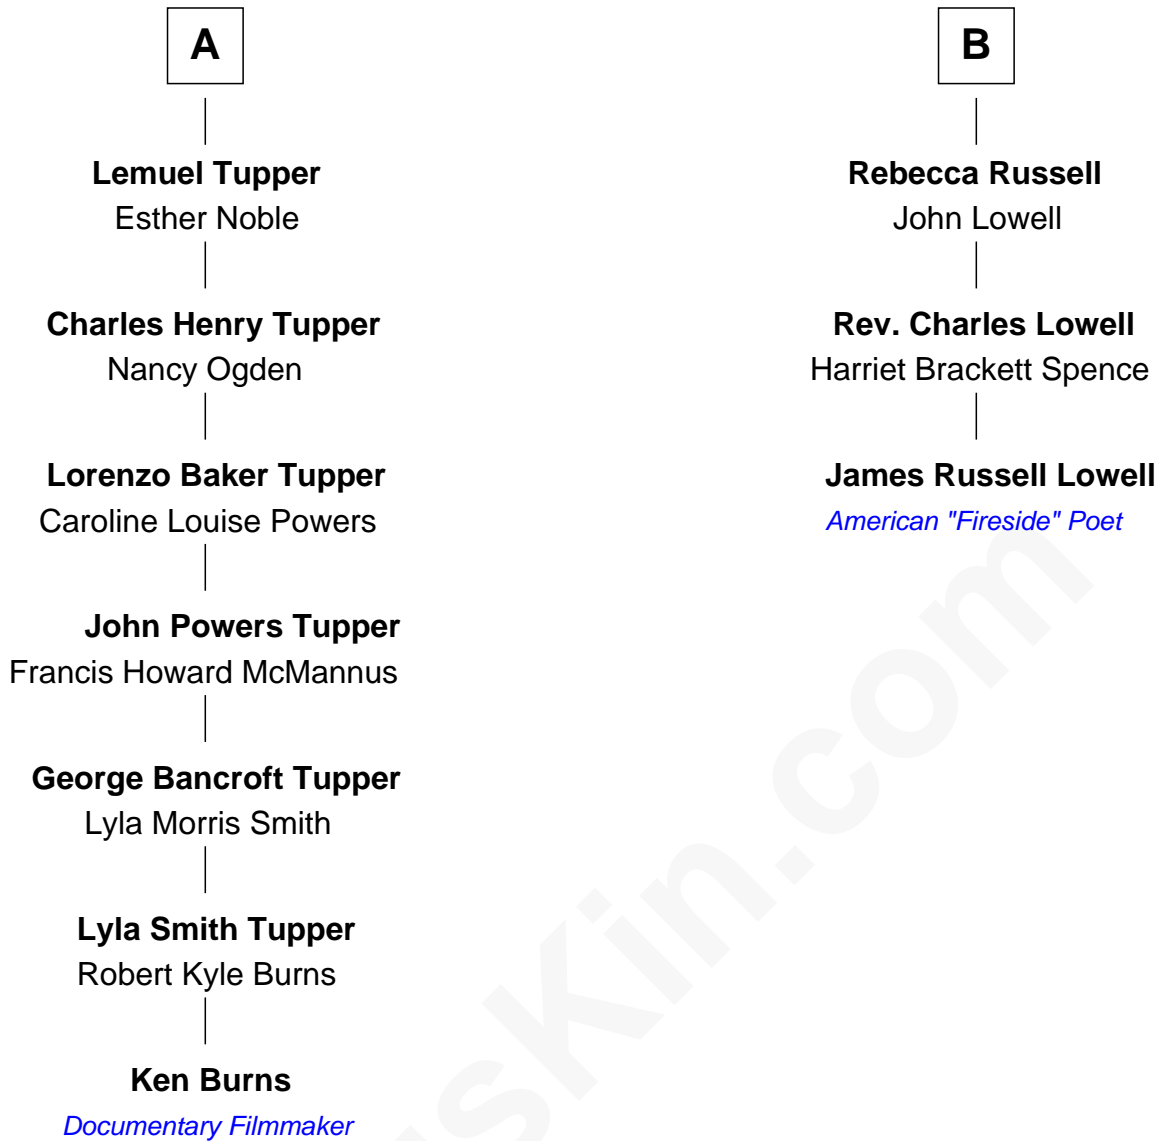 A
Lemuel Tupper
Esther Noble
Charles Henry Tupper
Nancy Ogden
Lorenzo Baker Tupper
Caroline Louise Powers
John Powers Tupper
Francis Howard McMannus
George Bancroft Tupper
Lyla Morris Smith
Lyla Smith Tupper
Robert Kyle Burns
Ken Burns
Documentary Filmmaker
B
Rebecca Russell
John Lowell
Rev. Charles Lowell
Harriet Brackett Spence
James Russell Lowell
American "Fireside" Poet
usKin.com